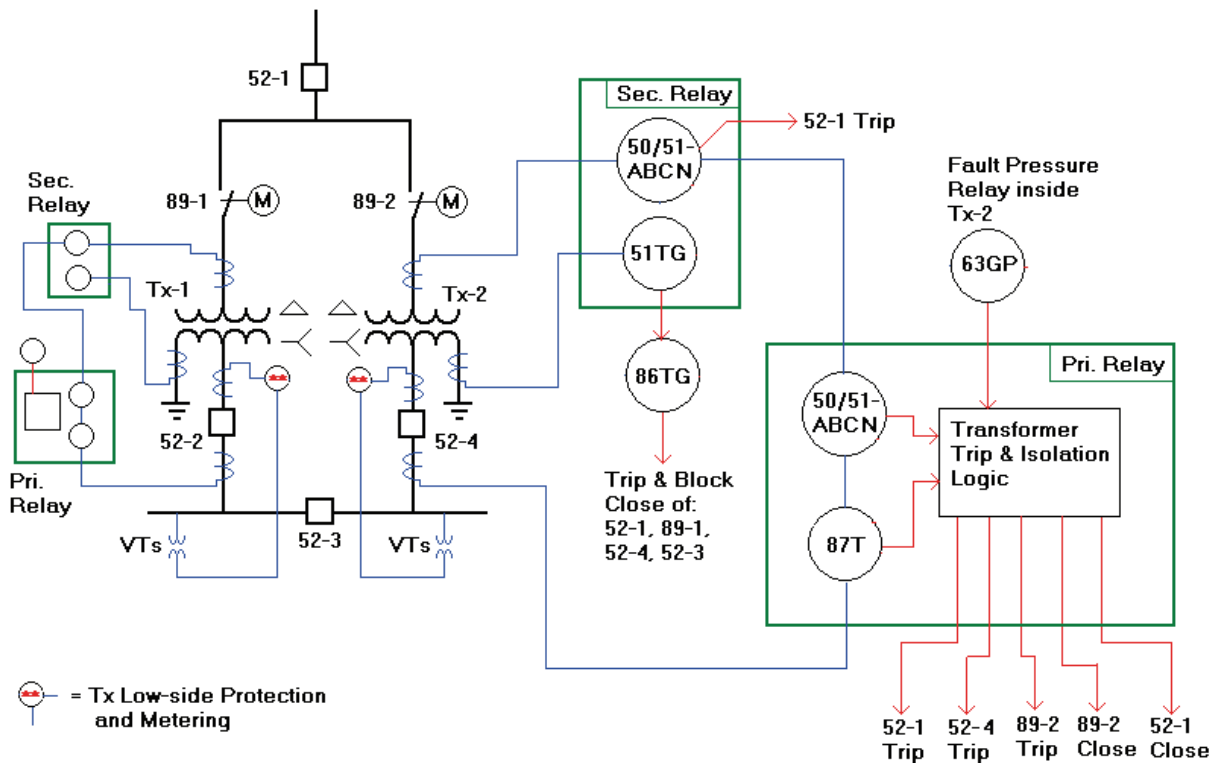 52-1
Sec. Relay
50/51-
ABCN
52-1 Trip
Fault Pressure
Relay inside
Tx-2
63GP
Sec.
Relay
89-1
M
89-2
M
51TG
Tx-1
Tx-2
86TG
Pri. Relay
50/51-
ABCN
Transformer
Trip & Isolation
Logic
**
**
52-2
52-4
Pri.
Relay
Trip & Block
Close of:
52-1, 89-1,
52-4, 52-3
87T
VTs
52-3
VTs
** = Tx Low-side Protection
and Metering
52-1
Trip
52-4
Trip
89-2
Trip
89-2
Close
52-1
Close